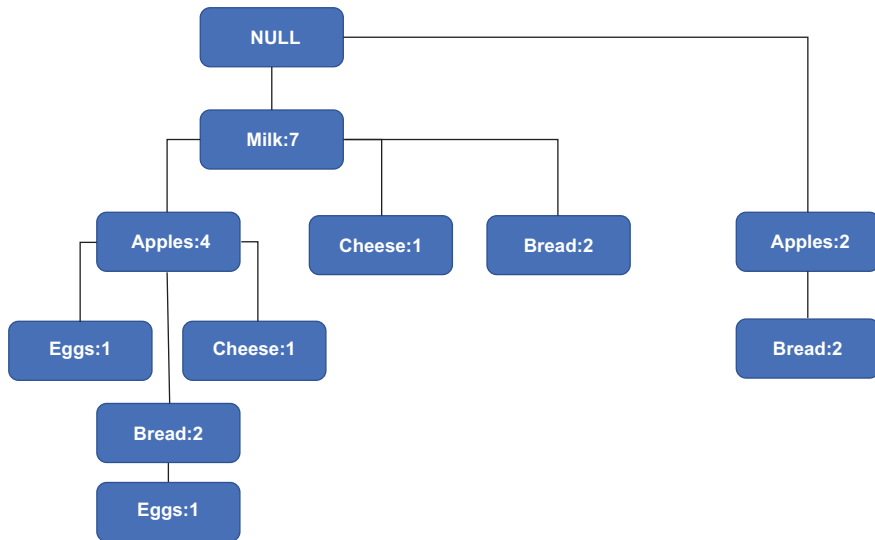 NULL
Milk:7
Apples:4
Cheese:1
Bread:2
Apples:2
Eggs:1
Cheese:1
Bread:2
Bread:2
Eggs:1